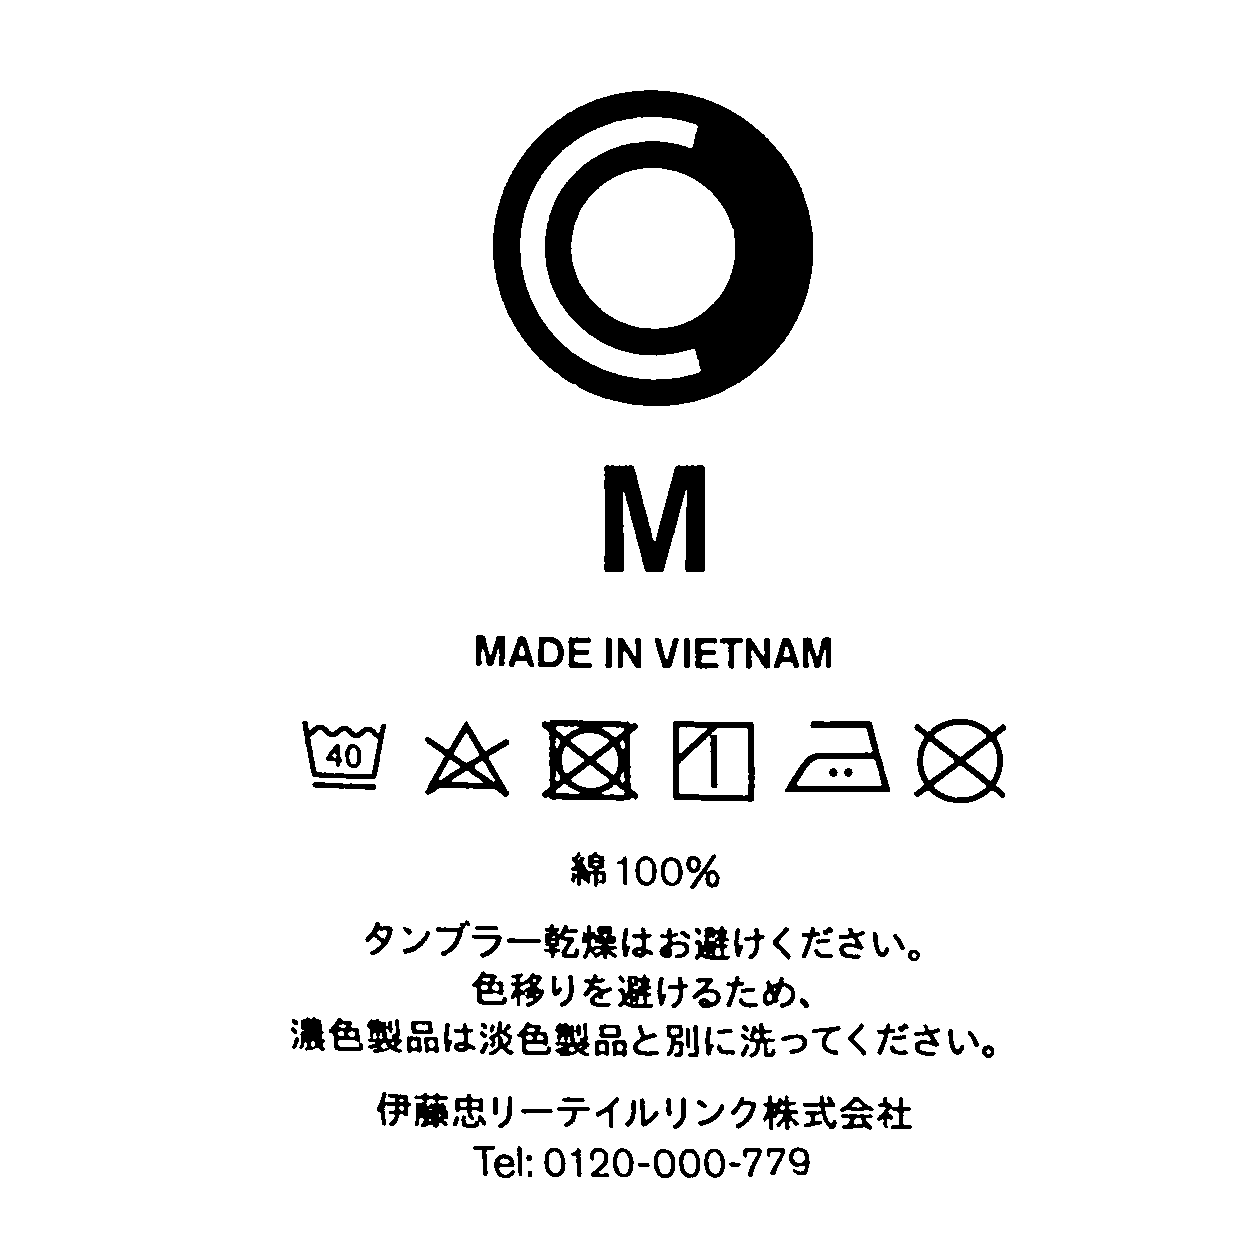 M
MADE IN VIETNAM
40
綿100%
タンブラー乾燥はお避けください。
色移りを避けるため、
濃色製品は淡色製品と別に洗ってください。
伊藤忠リーテイルリンク株式会社
Tel: 0120-000-779